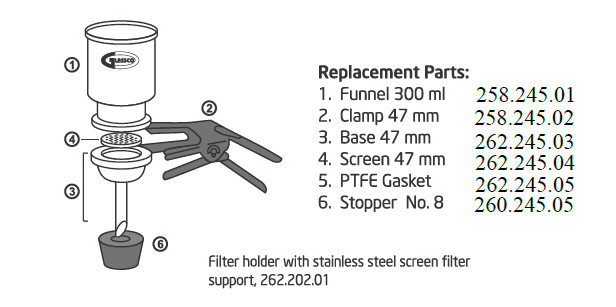 GLASSCO
1
2
4
3
6
Replacement Parts:
1. Funnel 300 ml 258.245.01
2. Clamp 47 mm 258.245.02
3. Base 47 mm 262.245.03
4. Screen 47 mm 262.245.04
5. PTFE Gasket 262.245.05
6. Stopper No. 8 260.245.05
Filter holder with stainless steel screen filter
support, 262.202.01